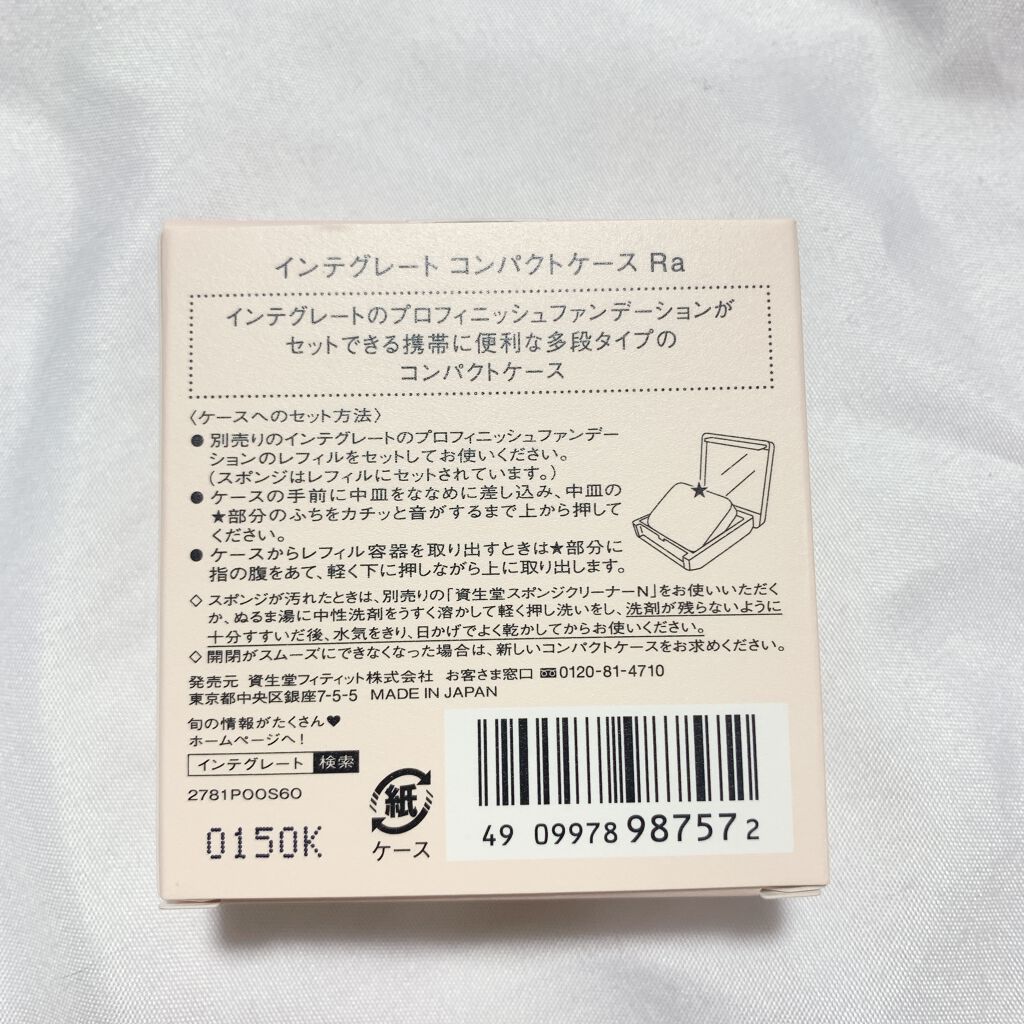 インテグレート コンパクトケース Ra
インテグレートのプロフィニッシュファンデーションが
セットできる携帯に便利な多段タイプの
コンパクトケース
〈ケースへのセット方法〉
● 別売りのインテグレートのプロフィニッシュファンデー
ションのレフィルをセットしてお使いください。
(スポンジはレフィルにセットされています。)
● ケースの手前に中皿をななめに差し込み、中皿の
★部分のふちをカチッと音がするまで上から押して
ください。
● ケースからレフィル容器を取り出すときは★部分に
指の腹をあて、軽く下に押しながら上に取り出します。
★
◇ スポンジが汚れたときは、別売りの「資生堂スポンジクリーナーN」をお使いいただく
か、ぬるま湯に中性洗剤をうすく溶かして軽く押し洗いをし、洗剤が残らないように
十分すすいだ後、水気をきり、日かげでよく乾かしてからお使いください。
◇ 開閉がスムーズにできなくなった場合は、新しいコンパクトケースをお求めください。
発売元 資生堂フィティット株式会社 お客さま窓口 0120-81-4710
東京都中央区銀座7-5-5 MADE IN JAPAN
旬の情報がたくさん♥
ホームページへ!
インテグレート 検索
2781P00S60
0150K
紙
ケース
49 09978 98757 2